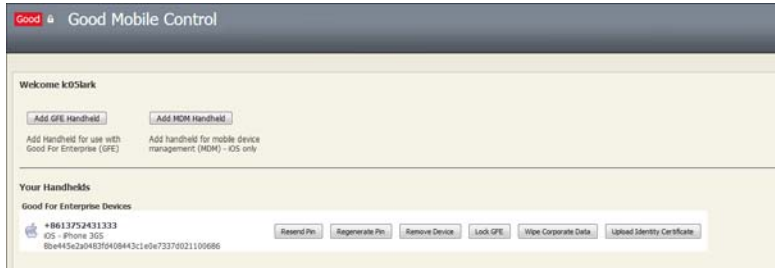 Good Good Mobile Control
Welcome k05lark
Add GFE Handheld Add MDM Handheld
Add Handheld for use with Add handheld for mobile device
Good For Enterprise (GFE) management (MDM) - iOS only
Your Handhelds
Good For Enterprise Devices
+8613752431333
iOS - iPhone 3GS
Resend Pin Regenerate Pin Remove Device Lock GFE Wipe Corporate Data Upload Identity Certificate